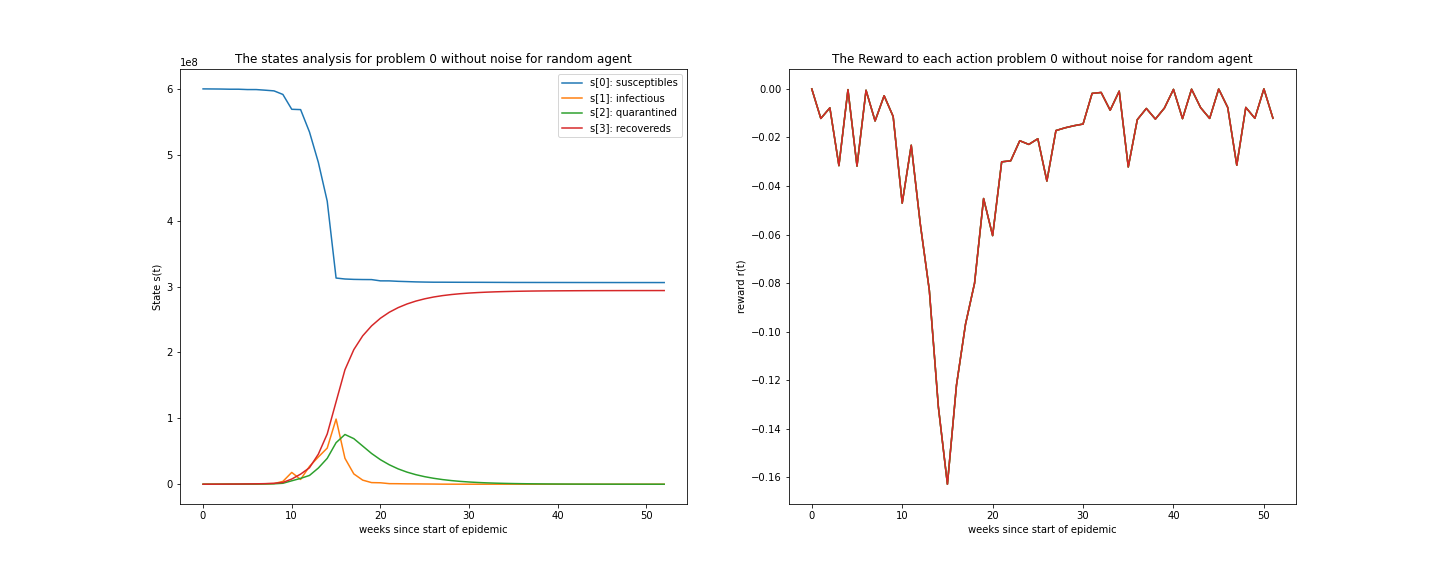 The states analysis for problem 0 without noise for random agent
1e8
6
5
4
3
2
1
0
State s(t)
s[0]: susceptibles
s[1]: infectious
s[2]: quarantined
s[3]: recovereds
0 10 20 30 40 50
weeks since start of epidemic
The Reward to each action problem 0 without noise for random agent
0.00
−0.02
−0.04
−0.06
−0.08
−0.10
−0.12
−0.14
−0.16
reward r(t)
0 10 20 30 40 50
weeks since start of epidemic